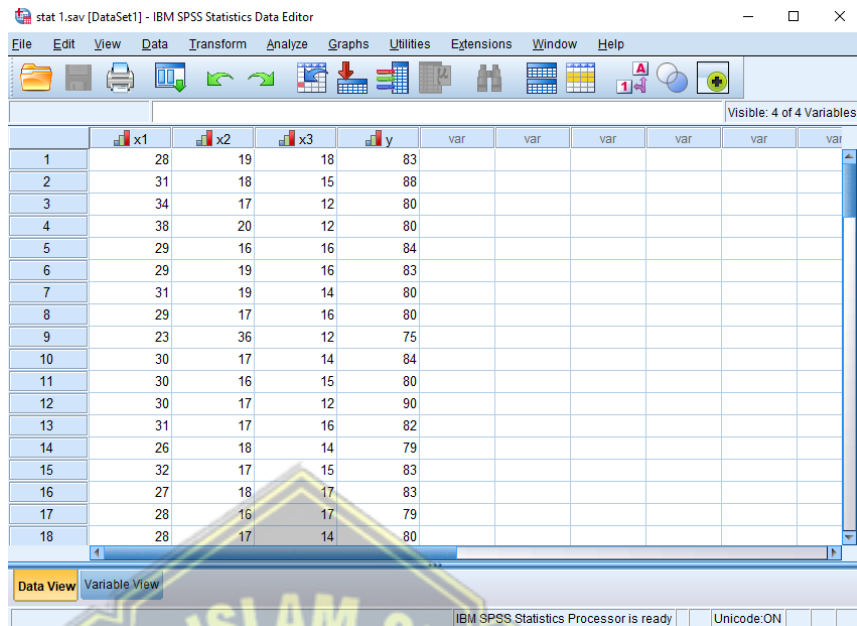 stat 1.sav [DataSet1] - IBM SPSS Statistics Data Editor
File Edit View Data Transform Analyze Graphs Utilities Extensions Window Help
Visible: 4 of 4 Variables
x1 x2 x3 y var var var var var var
1 28 19 18 83
2 31 18 15 88
3 34 17 12 80
4 38 20 12 80
5 29 16 16 84
6 29 19 16 83
7 31 19 14 80
8 29 17 16 80
9 23 36 12 75
10 30 17 14 84
11 30 16 15 80
12 30 17 12 90
13 31 17 16 82
14 26 18 14 79
15 32 17 15 83
16 27 18 17 83
17 28 16 17 79
18 28 17 14 80
Data View Variable View
ISLAM
IBM SPSS Statistics Processor is ready Unicode:ON